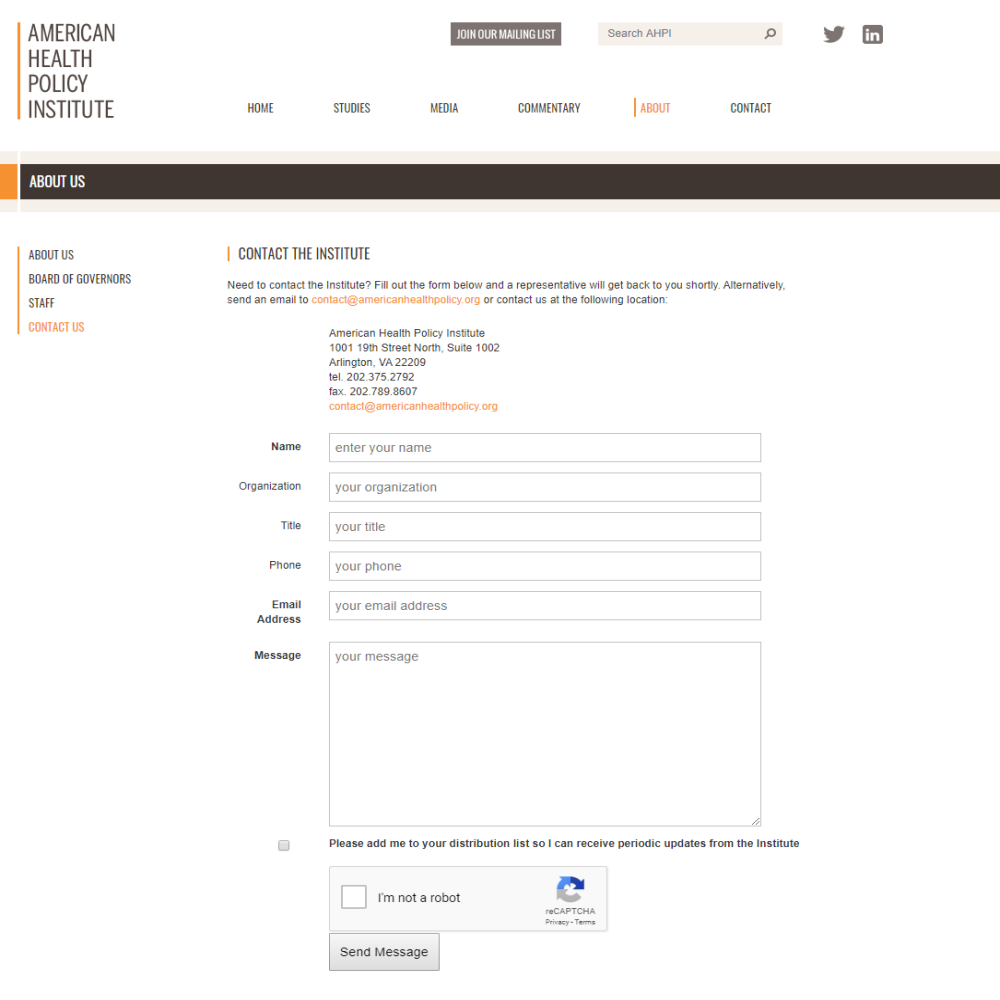 AMERICAN
HEALTH
POLICY
INSTITUTE
JOIN OUR MAILING LIST
Search AHPI
HOME STUDIES MEDIA COMMENTARY ABOUT CONTACT
ABOUT US
ABOUT US
BOARD OF GOVERNORS
STAFF
CONTACT US
CONTACT THE INSTITUTE
Need to contact the Institute? Fill out the form below and a representative will get back to you shortly. Alternatively,
send an email to contact@americanhealthpolicy.org or contact us at the following location:
American Health Policy Institute
1001 19th Street North, Suite 1002
Arlington, VA 22209
tel. 202.375.2792
fax. 202.789.8607
contact@americanhealthpolicy.org
Name enter your name
Organization your organization
Title your title
Phone your phone
Email
Address your email address
Message your message
Please add me to your distribution list so I can receive periodic updates from the Institute
I'm not a robot
reCAPTCHA
Privacy - Terms
Send Message